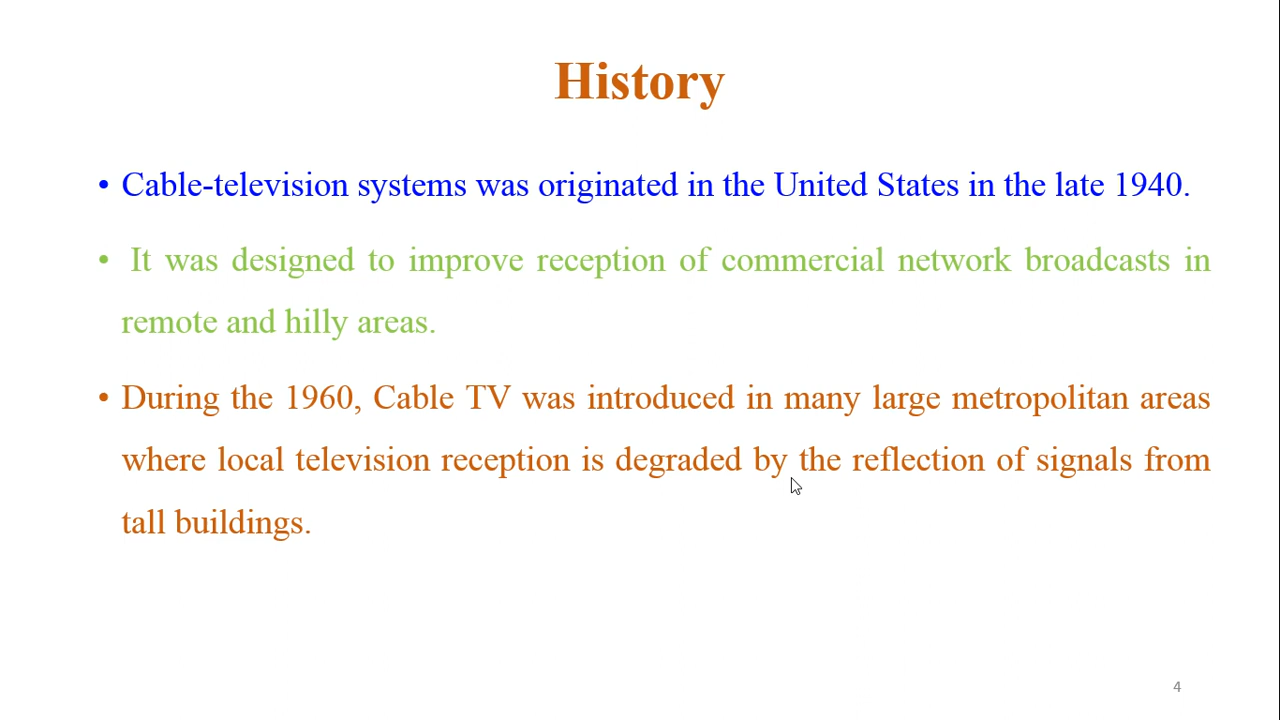 History
• Cable-television systems was originated in the United States in the late 1940.
• It was designed to improve reception of commercial network broadcasts in
remote and hilly areas.
• During the 1960, Cable TV was introduced in many large metropolitan areas
where local television reception is degraded by the reflection of signals from
tall buildings.
4